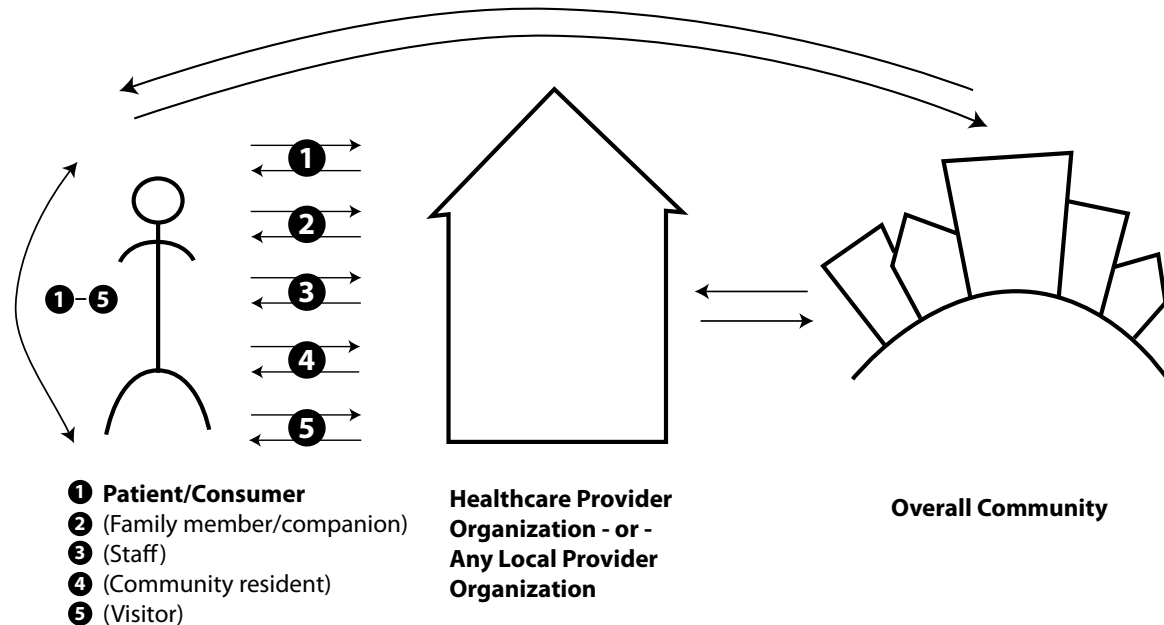 1
2
1-5
3
4
5
1 Patient/Consumer
2 (Family member/companion)
3 (Staff)
4 (Community resident)
5 (Visitor)
Healthcare Provider
Organization - or -
Any Local Provider
Organization
Overall Community